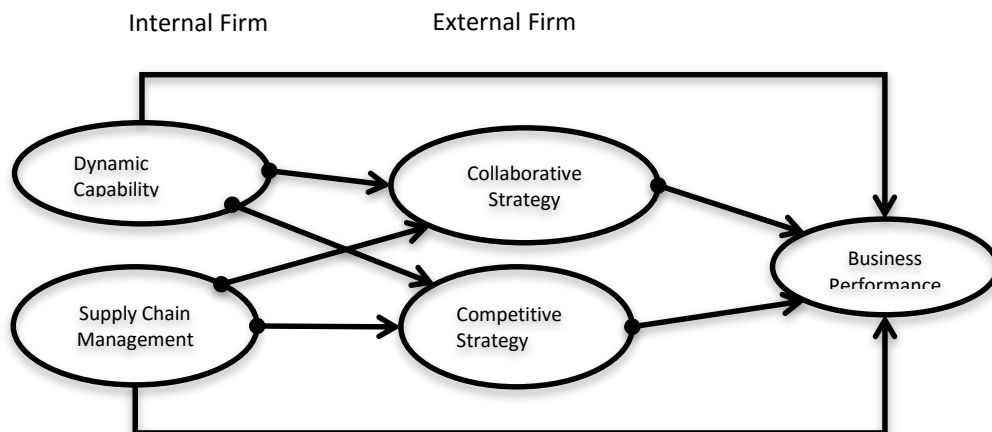 Internal Firm
External Firm
Dynamic
Capability
Collaborative
Strategy
Business
Performance
Supply Chain
Management
Competitive
Strategy